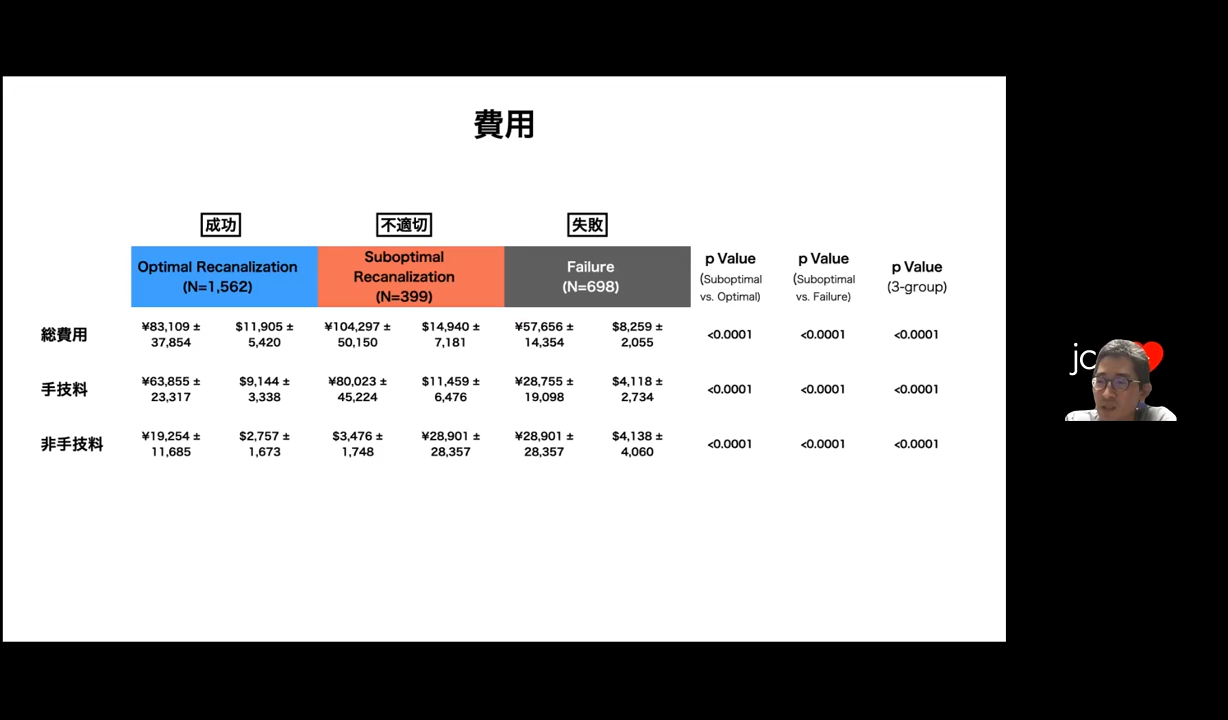 費用
成功
不適切
失敗
Optimal Recanalization
(N=1,562)
Suboptimal
Recanalization
(N=399)
Failure
(N=698)
p Value
(Suboptimal
vs. Optimal)
p Value
(Suboptimal
vs. Failure)
p Value
(3-group)
総費用
¥83,109 ±
37,854
$11,905 ±
5,420
¥104,297 ±
50,150
$14,940 ±
7,181
¥57,656 ±
14,354
$8,259 ±
2,055
<0.0001
<0.0001
<0.0001
手技料
¥63,855 ±
23,317
$9,144 ±
3,338
¥80,023 ±
45,224
$11,459 ±
6,476
¥28,755 ±
19,098
$4,118 ±
2,734
<0.0001
<0.0001
<0.0001
非手技料
¥19,254 ±
11,685
$2,757 ±
1,673
$3,476 ±
1,748
¥28,901 ±
28,357
¥28,901 ±
28,357
$4,138 ±
4,060
<0.0001
<0.0001
<0.0001